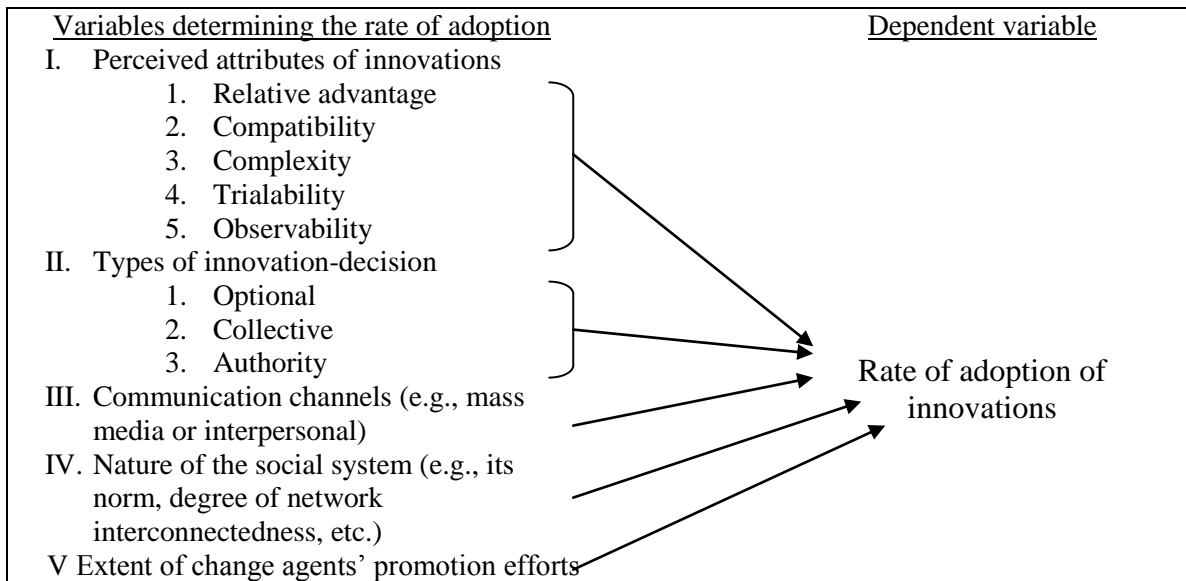 Variables determining the rate of adoption
Dependent variable
I. Perceived attributes of innovations
1. Relative advantage
2. Compatibility
3. Complexity
4. Trialability
5. Observability
II. Types of innovation-decision
1. Optional
2. Collective
3. Authority
III. Communication channels (e.g., mass
media or interpersonal)
IV. Nature of the social system (e.g., its
norm, degree of network
interconnectedness, etc.)
V Extent of change agents’ promotion efforts
Rate of adoption of
innovations